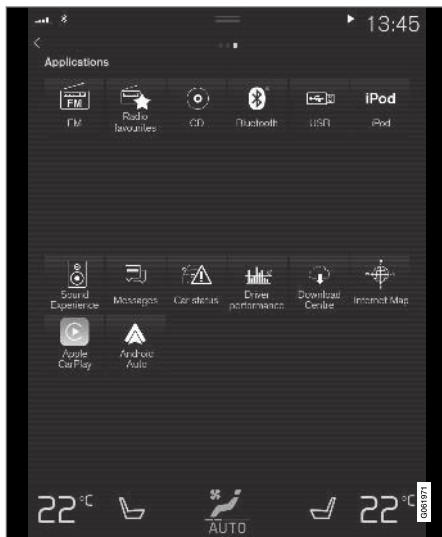 13:45
Applications
FM
iPod
FM
Radio
favourites
CD
Bluetooth
USB
iPod
Sound
Experience
Messages
Car status
Driver
performance
Download
Centre
Internet Map
Apple
CarPlay
Android
Auto
22°C
AUTO
22°C
G061971